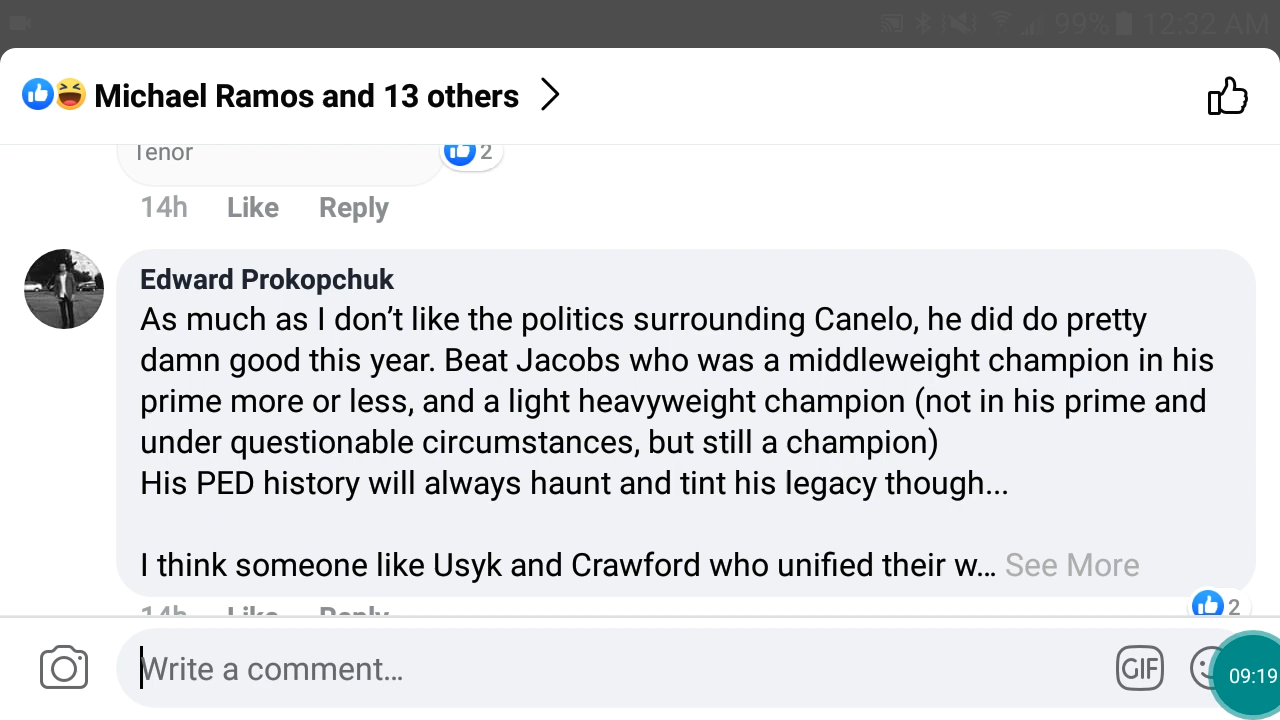 99% 12:32 AM
Michael Ramos and 13 others
Tenor
2
14h Like Reply
Edward Prokopchuk
As much as I don’t like the politics surrounding Canelo, he did do pretty
damn good this year. Beat Jacobs who was a middleweight champion in his
prime more or less, and a light heavyweight champion (not in his prime and
under questionable circumstances, but still a champion)
His PED history will always haunt and tint his legacy though...
I think someone like Usyk and Crawford who unified their w... See More
14h Like Reply
2
Write a comment...
GIF
09:19